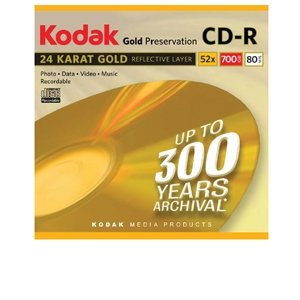 Kodak Gold Preservation CD-R
24 KARAT GOLD REFLECTIVE LAYER 52x 700 80
Photo • Data • Video • Music
Recordable
Recordable
UP TO
300
YEARS
ARCHIVAL*
KODAK MEDIA PRODUCTS